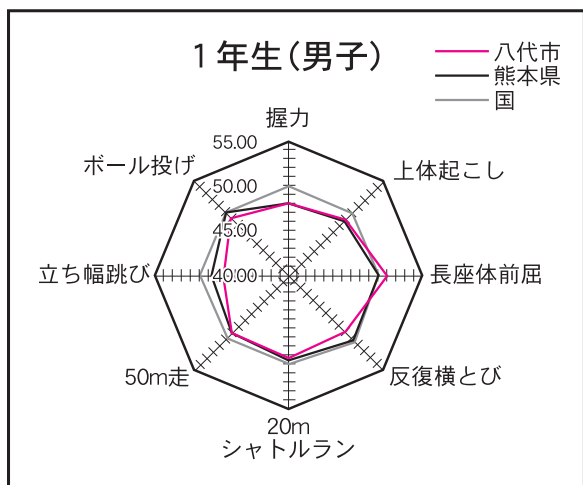 1年生(男子)
八代市
熊本県
国
握力
55.00
50.00
45.00
40.00
上体起こし
長座体前屈
反復横とび
20m
シャトルラン
50m走
立ち幅跳び
ボール投げ